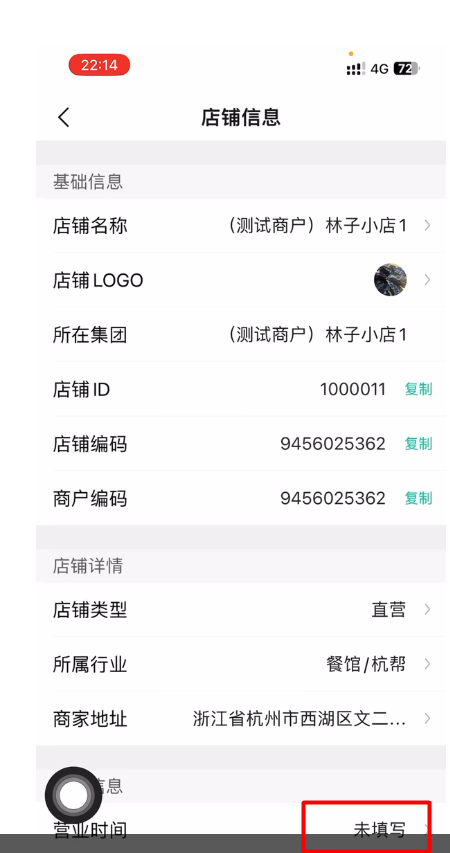 22:14 4G 72
店铺信息
基础信息
店铺名称 （测试商户）林子小店1
店铺LOGO
所在集团 （测试商户）林子小店1
店铺ID 1000011 复制
店铺编码 9456025362 复制
商户编码 9456025362 复制
店铺详情
店铺类型 直营
所属行业 餐馆/杭帮
商家地址 浙江省杭州市西湖区文二...
息
营业时间 未填写